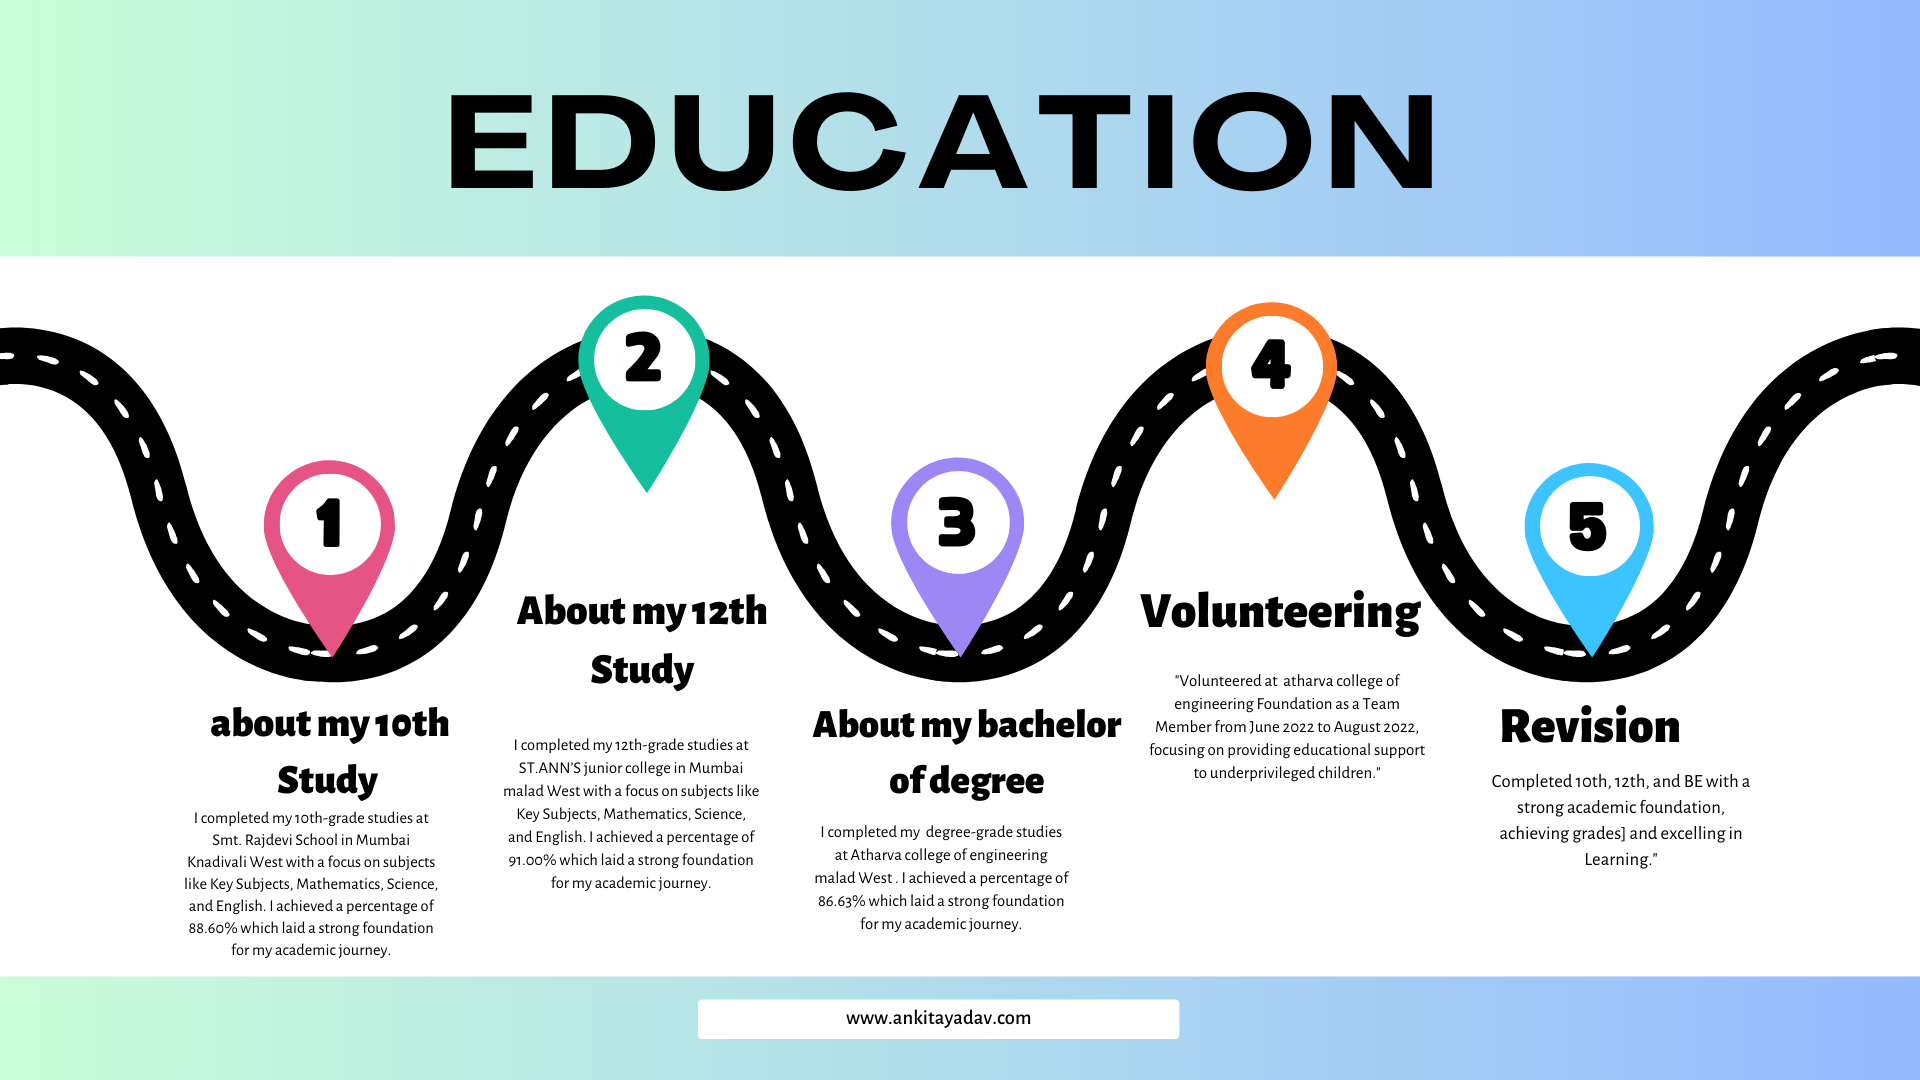 EDUCATION
1
about my 10th
Study
I completed my 10th-grade studies at
Smt. Rajdevi School in Mumbai
Knadivali West with a focus on subjects
like Key Subjects, Mathematics, Science,
and English. I achieved a percentage of
88.60% which laid a strong foundation
for my academic journey.
2
About my 12th
Study
I completed my 12th-grade studies at
ST.ANN'S junior college in Mumbai
malad West with a focus on subjects like
Key Subjects, Mathematics, Science,
and English. I achieved a percentage of
91.00% which laid a strong foundation
for my academic journey.
3
About my bachelor
of degree
I completed my  degree-grade studies
at Atharva college of engineering
malad West . I achieved a percentage of
86.63% which laid a strong foundation
for my academic journey.
4
Volunteering
"Volunteered at  atharva college of
engineering Foundation as a Team
Member from June 2022 to August 2022,
focusing on providing educational support
to underprivileged children."
5
Revision
Completed 10th, 12th, and BE with a
strong academic foundation,
achieving grades] and excelling in
Learning."
www.ankitayadav.com